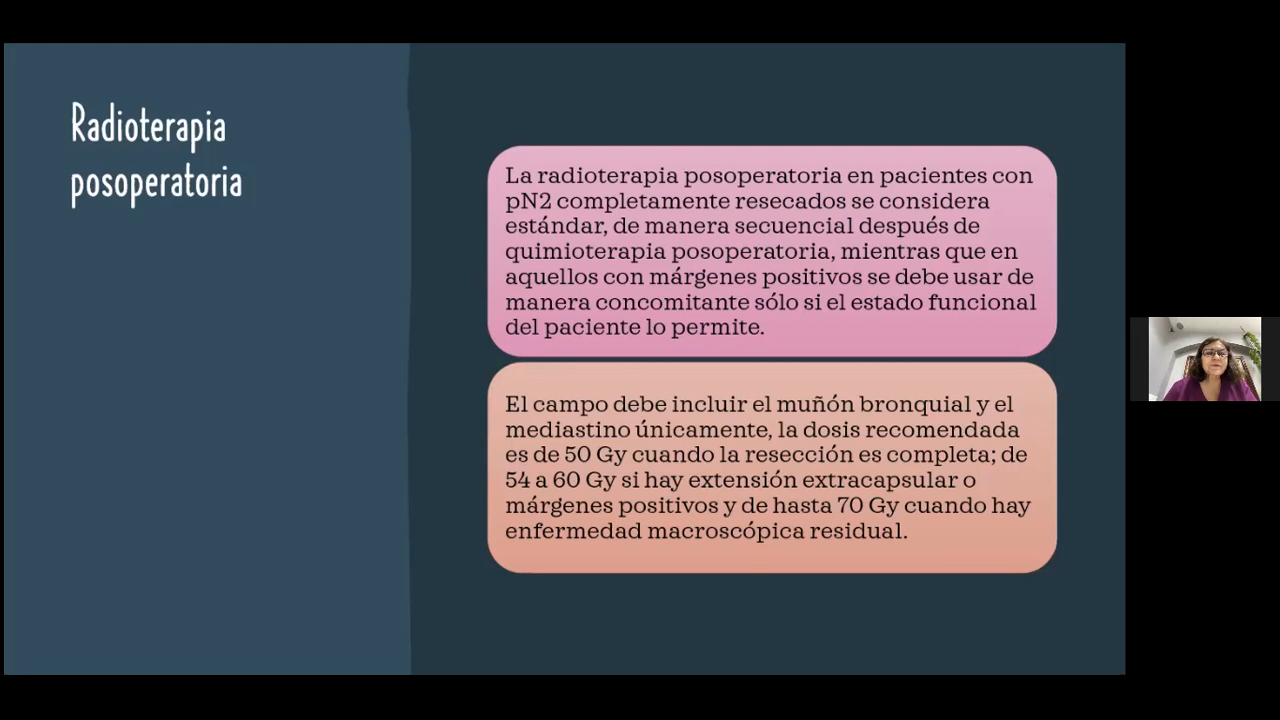 Radioterapia
posoperatoria
La radioterapia posoperatoria en pacientes con
pN2 completamente resecados se considera
estándar, de manera secuencial después de
quimioterapia posoperatoria, mientras que en
aquellos con márgenes positivos se debe usar de
manera concomitante sólo si el estado funcional
del paciente lo permite.
El campo debe incluir el muñón bronquial y el
mediastino únicamente, la dosis recomendada
es de 50 Gy cuando la resección es completa; de
54 a 60 Gy si hay extensión extracapsular o
márgenes positivos y de hasta 70 Gy cuando hay
enfermedad macroscópica residual.